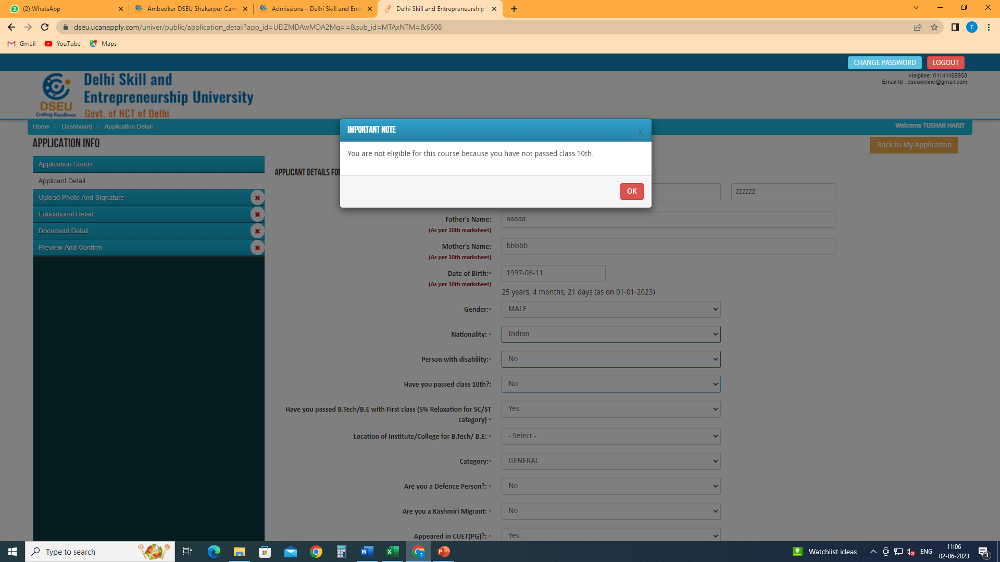 (2) WhatsApp
Ambedkar DSEU Shakarpur Camp
Admissions – Delhi Skill and Entr
Delhi Skill and Entrepreneurship
dseu.ucanapply.com/univer/public/application_detail?app_id=UEIZMDAwMDA2Mg==&sub_id=MTAxNTM=&6508
T
Gmail
YouTube
Maps
CHANGE PASSWORD
LOGOUT
DSEU
Crafting Excellence
Delhi Skill and
Entrepreneurship University
Govt. of NCT of Delhi
Helpline: 01141169950
Email Id : dseuonline@gmail.com
Home / Dashboard / Application Detail
Welcome TUSHAR HARIT
APPLICATION INFO
Back to My Application
IMPORTANT NOTE
X
You are not eligible for this course because you have not passed class 10th.
OK
Application Status
Applicant Detail
Upload Photo And Signature
Educational Detail
Document Detail
Preview And Confirm
APPLICANT DETAILS FOR
zzzzzz
Father's Name: aaaaa
(As per 10th marksheet)
Mother's Name: bbbbb
(As per 10th marksheet)
Date of Birth:* 1997-08-11
(As per 10th marksheet)
25 years, 4 months, 21 days (as on 01-01-2023)
Gender:* MALE
Nationality: * Indian
Person with disability:* No
Have you passed class 10th?: No
Have you passed B.Tech/B.E with First class (5% Relaxation for SC/ST
category) * Yes
Location of Institute/College for B.Tech/ B.E: * - Select -
Category:* GENERAL
Are you a Defence Person?: * No
Are you a Kashmiri Migrant: * No
Appeared in CUET(PG)?: * Yes
Type to search
Watchlist ideas
ENG
11:06
02-06-2023
3